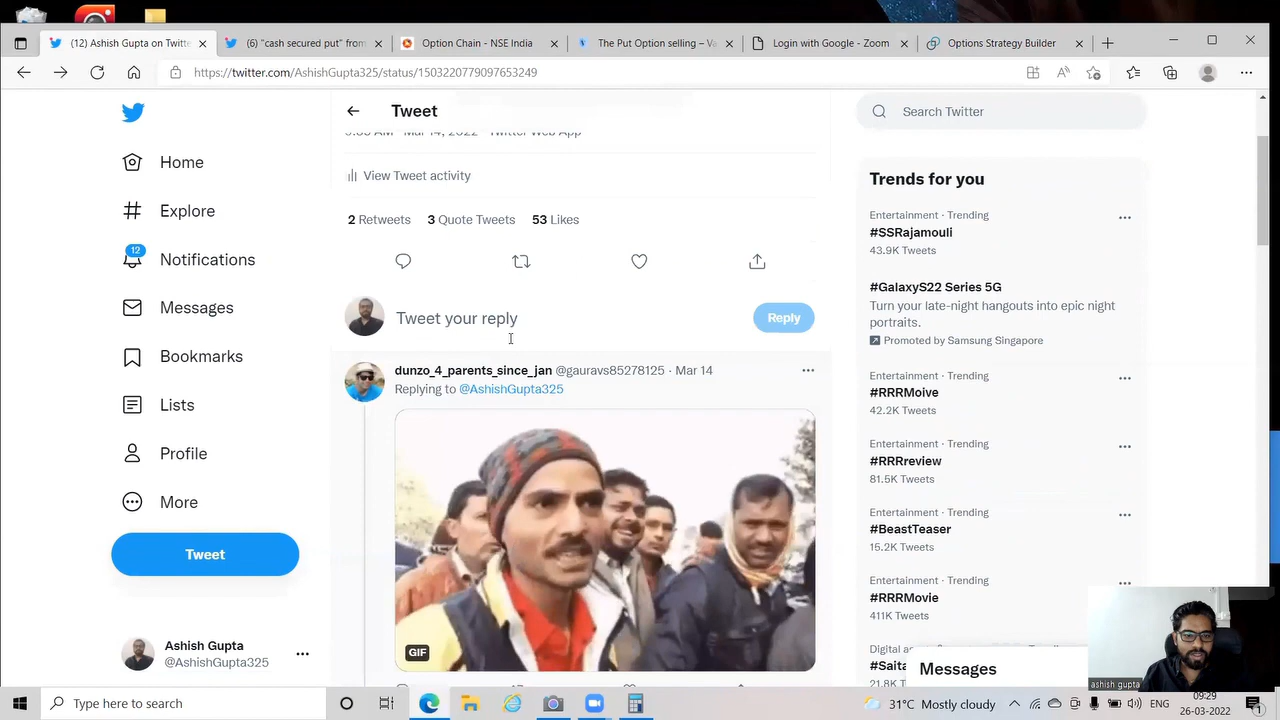 (12) Ashish Gupta on Twitte
(6) "cash secured put" from
Option Chain - NSE India
The Put Option selling – Va
Login with Google - Zoom
Options Strategy Builder
https://twitter.com/AshishGupta325/status/1503220779097653249
Tweet
Search Twitter
Mar 14, 2022 · Twitter Web App
View Tweet activity
2 Retweets 3 Quote Tweets 53 Likes
Tweet your reply
Reply
dunzo_4_parents_since_jan @gauravs85278125 · Mar 14
Replying to @AshishGupta325
GIF
Home
Explore
12
Notifications
Messages
Bookmarks
Lists
Profile
More
Tweet
Ashish Gupta
@AshishGupta325
Trends for you
Entertainment · Trending
#SSRajamouli
43.9K Tweets
#GalaxyS22 Series 5G
Turn your late-night hangouts into epic night
portraits.
Promoted by Samsung Singapore
Entertainment · Trending
#RRRMoive
42.2K Tweets
Entertainment · Trending
#RRRreview
81.5K Tweets
Entertainment · Trending
#BeastTeaser
15.2K Tweets
Entertainment · Trending
#RRRMovie
411K Tweets
Digital
#Saita
21.8K
Messages
ashish gupta
Type here to search
31°C Mostly cloudy
ENG
09:29
26-03-2022
1